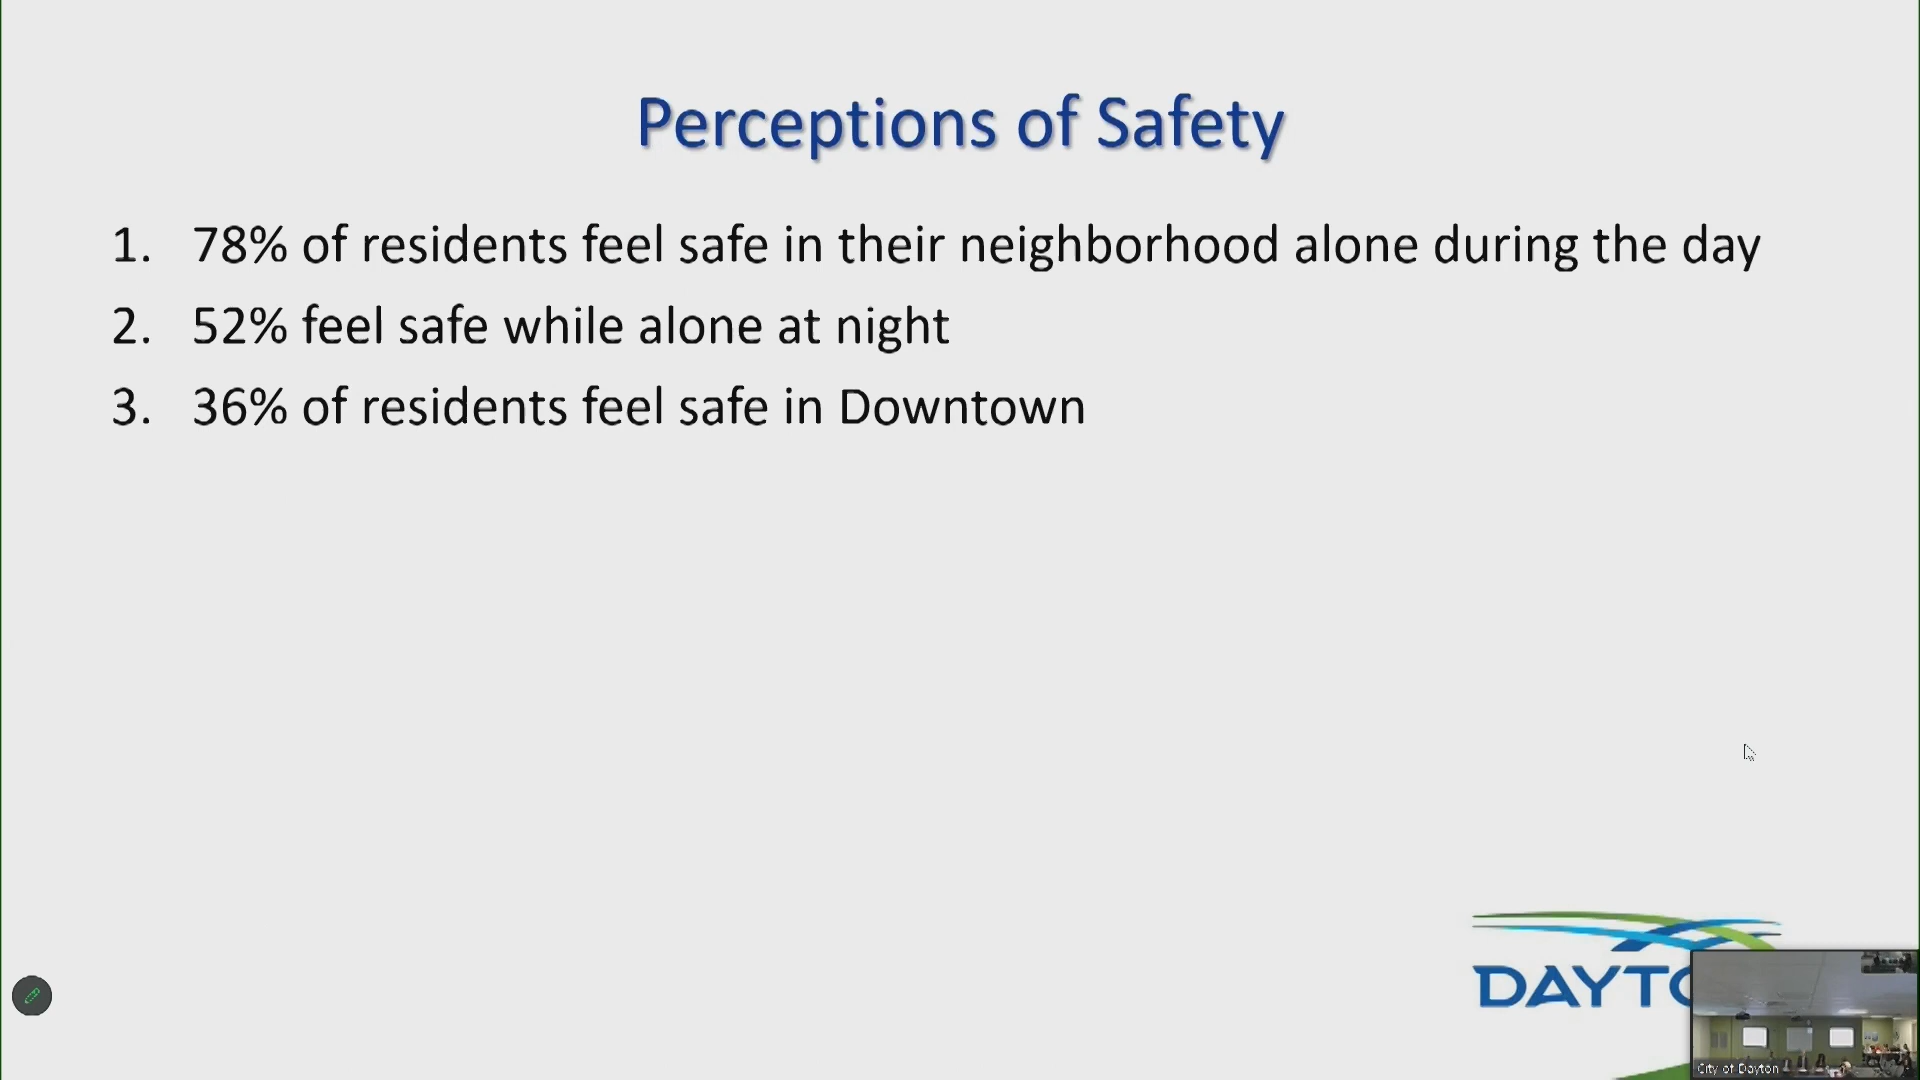 Perceptions of Safety
1. 78% of residents feel safe in their neighborhood alone during the day
2. 52% feel safe while alone at night
3. 36% of residents feel safe in Downtown
DAYTO
City of Dayton